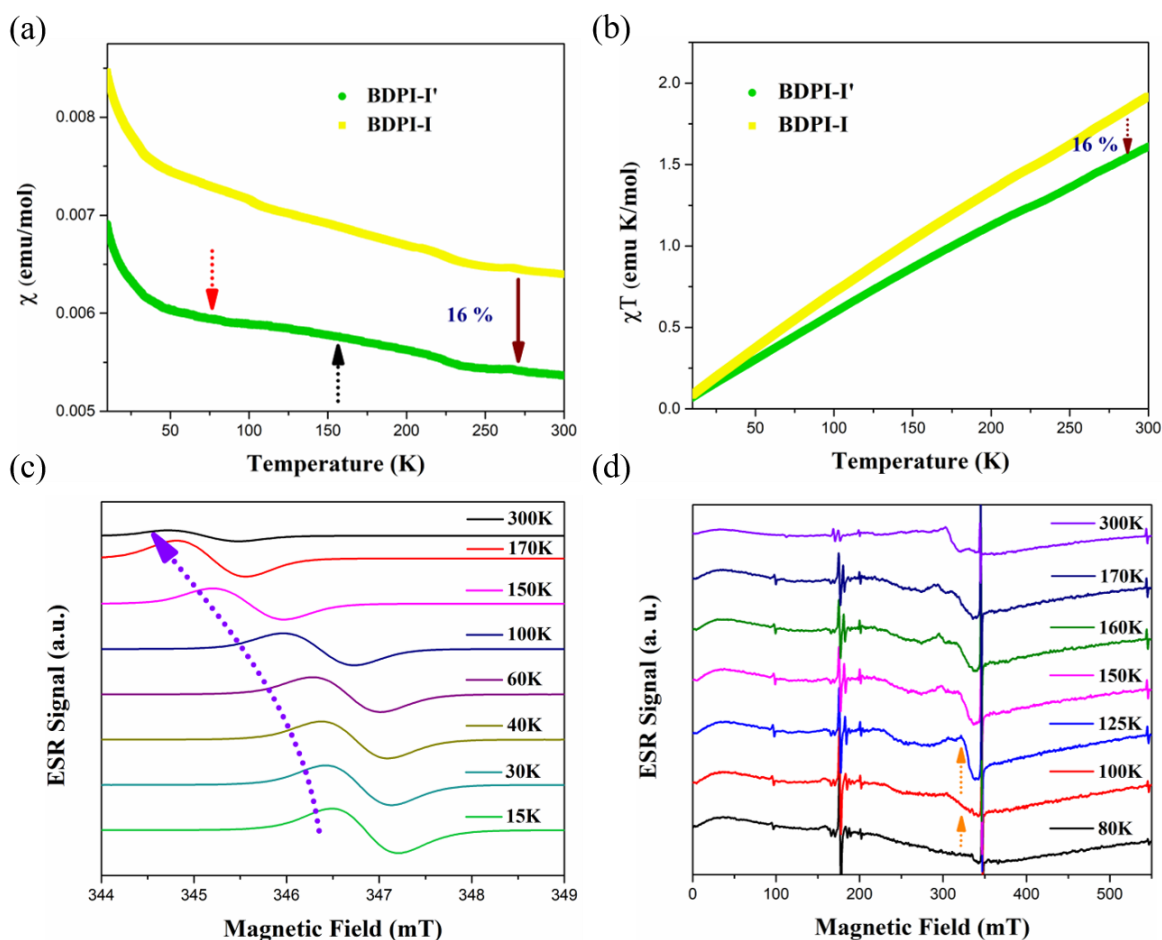 (a)
BDPI-I'
BDPI-I
χ (emu/mol)
0.008
0.007
0.006
0.005
16 %
50 100 150 200 250 300
Temperature (K)
(b)
BDPI-I'
BDPI-I
χT (emu K/mol)
2.0
1.5
1.0
0.5
0.0
16 %
50 100 150 200 250 300
Temperature (K)
(c)
ESR Signal (a.u.)
300K
170K
150K
100K
60K
40K
30K
15K
344 345 346 347 348 349
Magnetic Field (mT)
(d)
ESR Signal (a. u.)
300K
170K
160K
150K
125K
100K
80K
0 100 200 300 400 500
Magnetic Field (mT)